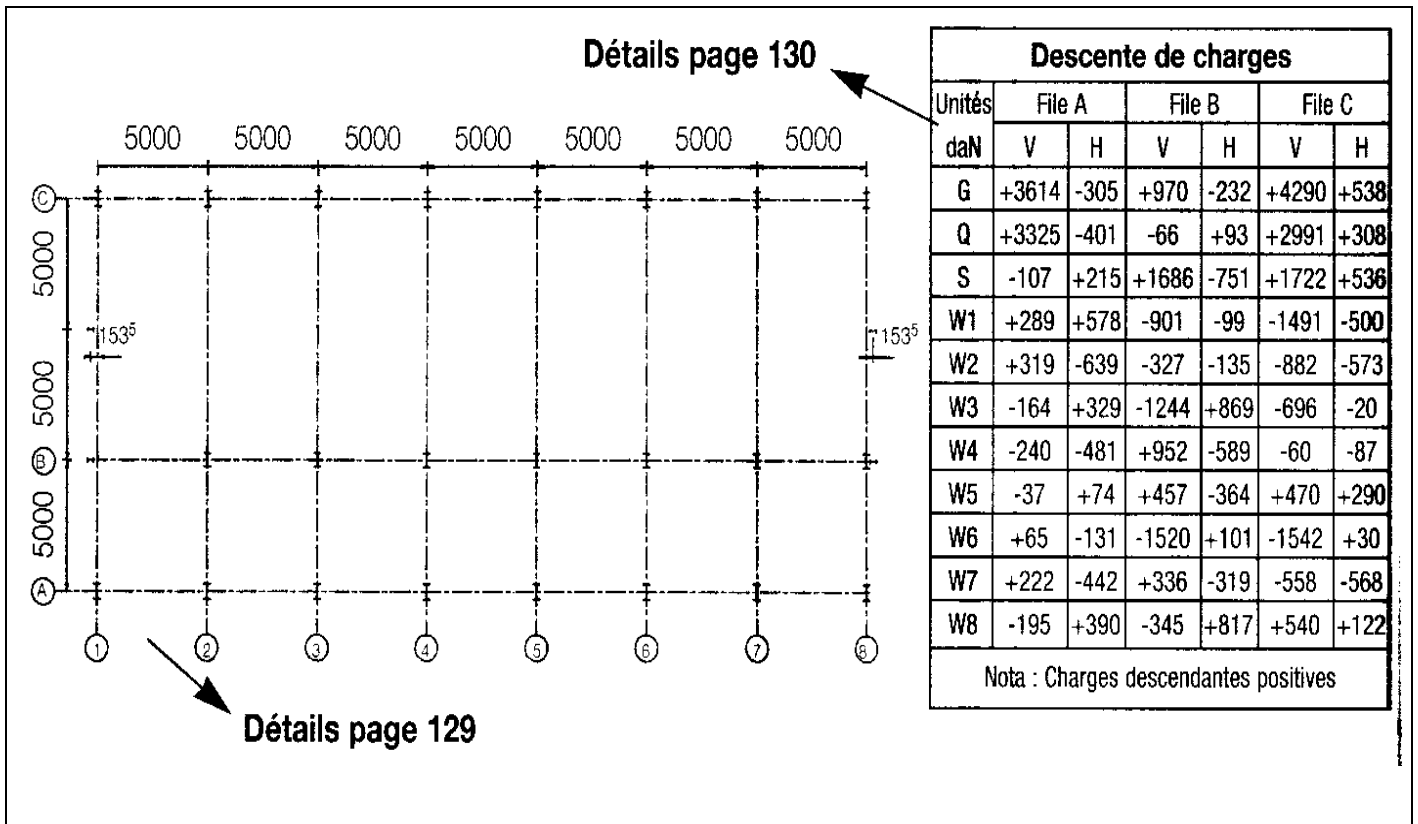 Détails page 130
5000 5000 5000 5000 5000 5000 5000
C
5000
153⁵ 153⁵
5000
B
5000
A
1 2 3 4 5 6 7 8
Détails page 129
Descente de charges
Unités File A File B File C
daN V H V H V H
G +3614 -305 +970 -232 +4290 +538
Q +3325 -401 -66 +93 +2991 +308
S -107 +215 +1686 -751 +1722 +536
W1 +289 +578 -901 -99 -1491 -500
W2 +319 -639 -327 -135 -882 -573
W3 -164 +329 -1244 +869 -696 -20
W4 -240 -481 +952 -589 -60 -87
W5 -37 +74 +457 -364 +470 +290
W6 +65 -131 -1520 +101 -1542 +30
W7 +222 -442 +336 -319 -558 -568
W8 -195 +390 -345 +817 +540 +122
Nota : Charges descendantes positives